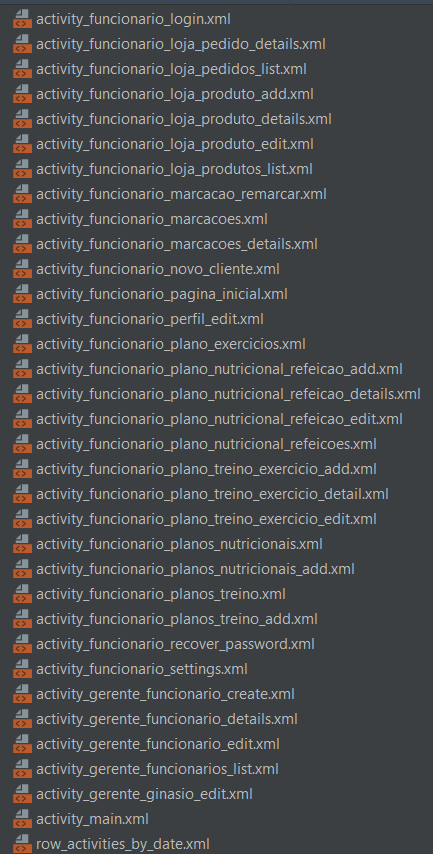 activity_funcionario_login.xml
activity_funcionario_loja_pedido_details.xml
activity_funcionario_loja_pedidos_list.xml
activity_funcionario_loja_produto_add.xml
activity_funcionario_loja_produto_details.xml
activity_funcionario_loja_produto_edit.xml
activity_funcionario_loja_produtos_list.xml
activity_funcionario_marcacao_remarcar.xml
activity_funcionario_marcacoes.xml
activity_funcionario_marcacoes_details.xml
activity_funcionario_novo_cliente.xml
activity_funcionario_pagina_inicial.xml
activity_funcionario_perfil_edit.xml
activity_funcionario_plano_exercicios.xml
activity_funcionario_plano_nutricional_refeicao_add.xml
activity_funcionario_plano_nutricional_refeicao_details.xml
activity_funcionario_plano_nutricional_refeicao_edit.xml
activity_funcionario_plano_nutricional_refeicoes.xml
activity_funcionario_plano_treino_exercicio_add.xml
activity_funcionario_plano_treino_exercicio_detail.xml
activity_funcionario_plano_treino_exercicio_edit.xml
activity_funcionario_planos_nutricionais.xml
activity_funcionario_planos_nutricionais_add.xml
activity_funcionario_planos_treino.xml
activity_funcionario_planos_treino_add.xml
activity_funcionario_recover_password.xml
activity_funcionario_settings.xml
activity_gerente_funcionario_create.xml
activity_gerente_funcionario_details.xml
activity_gerente_funcionario_edit.xml
activity_gerente_funcionarios_list.xml
activity_gerente_ginasio_edit.xml
activity_main.xml
row_activities_by_date.xml